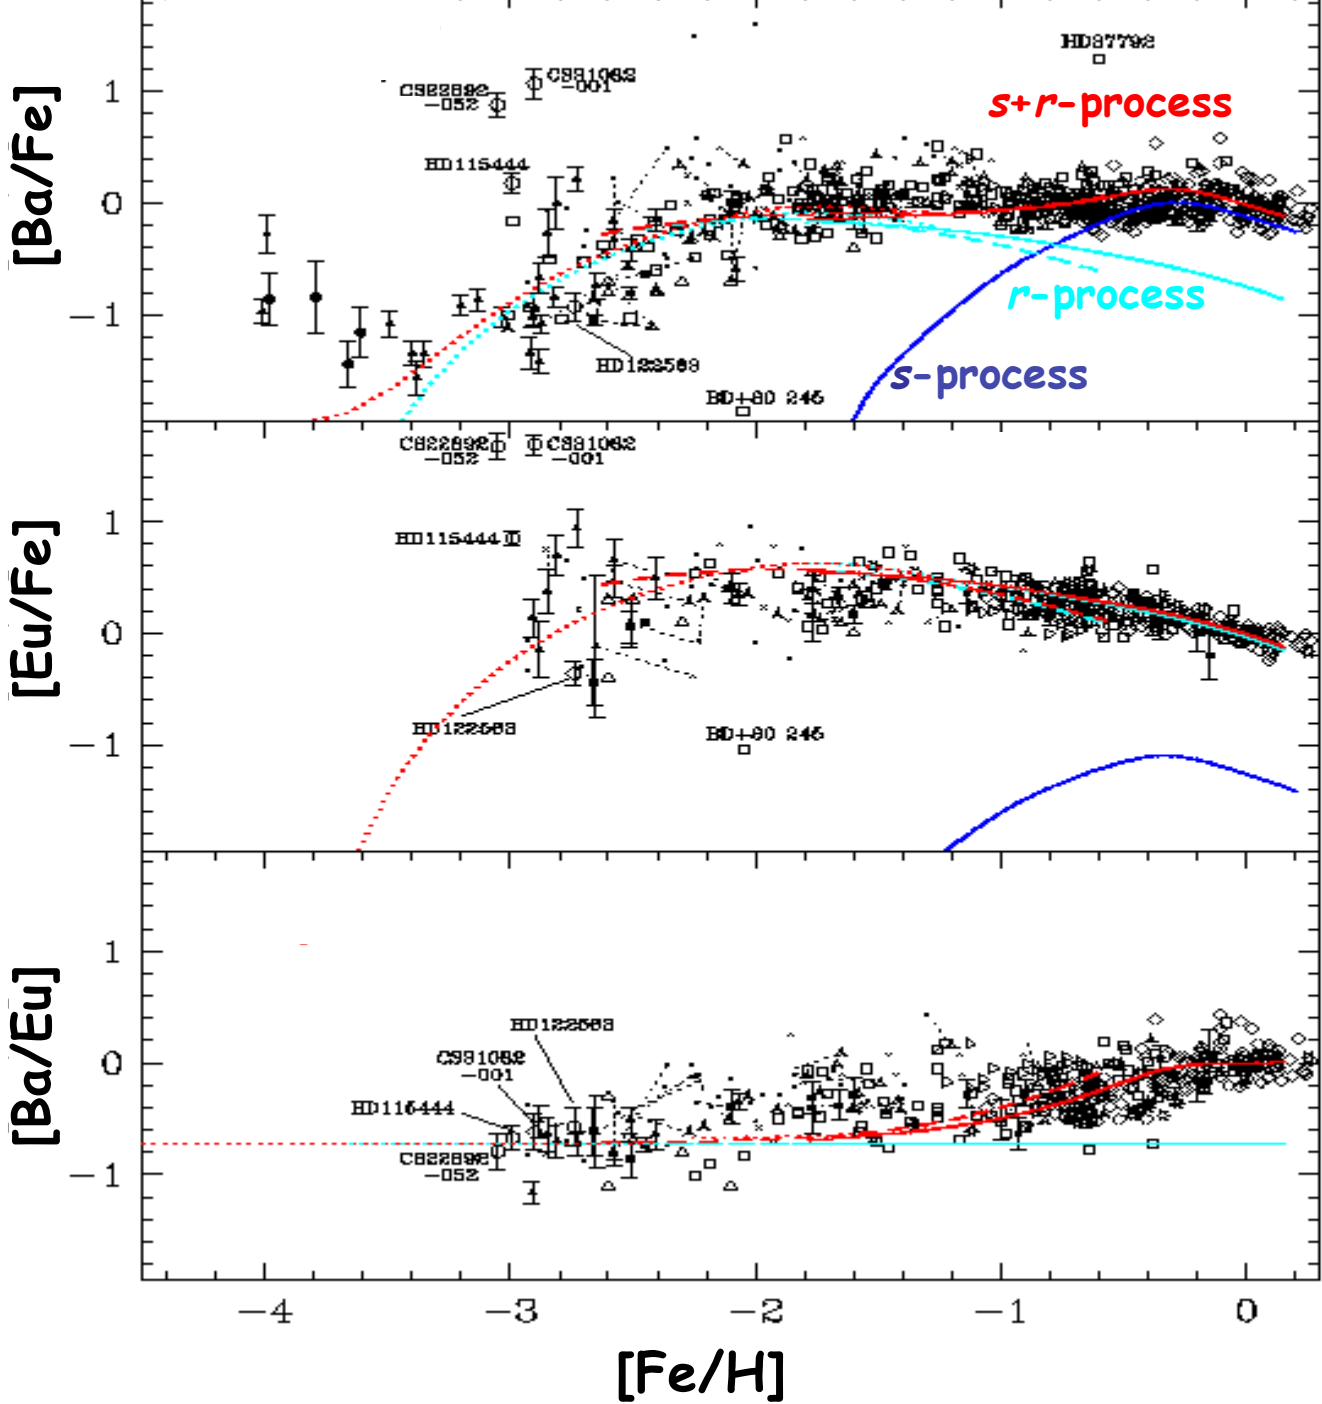 HD37792
CS31082
-001
CS22892
-052
1
s+r-process
HD115444
[Ba/Fe]
0
r-process
-1
HD122563
s-process
BD+80 245
CS22892
-052
CS31082
-001
1
HD115444
[Eu/Fe]
0
HD122563
BD+80 245
-1
1
HD122563
[Ba/Eu]
CS31082
-001
0
HD115444
CS22892
-052
-1
-4 -3 -2 -1 0
[Fe/H]